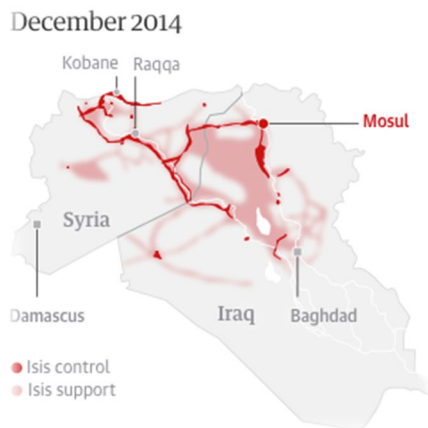 December 2014
Kobane
Raqqa
Mosul
Syria
Damascus
Iraq
Baghdad
Isis control
Isis support